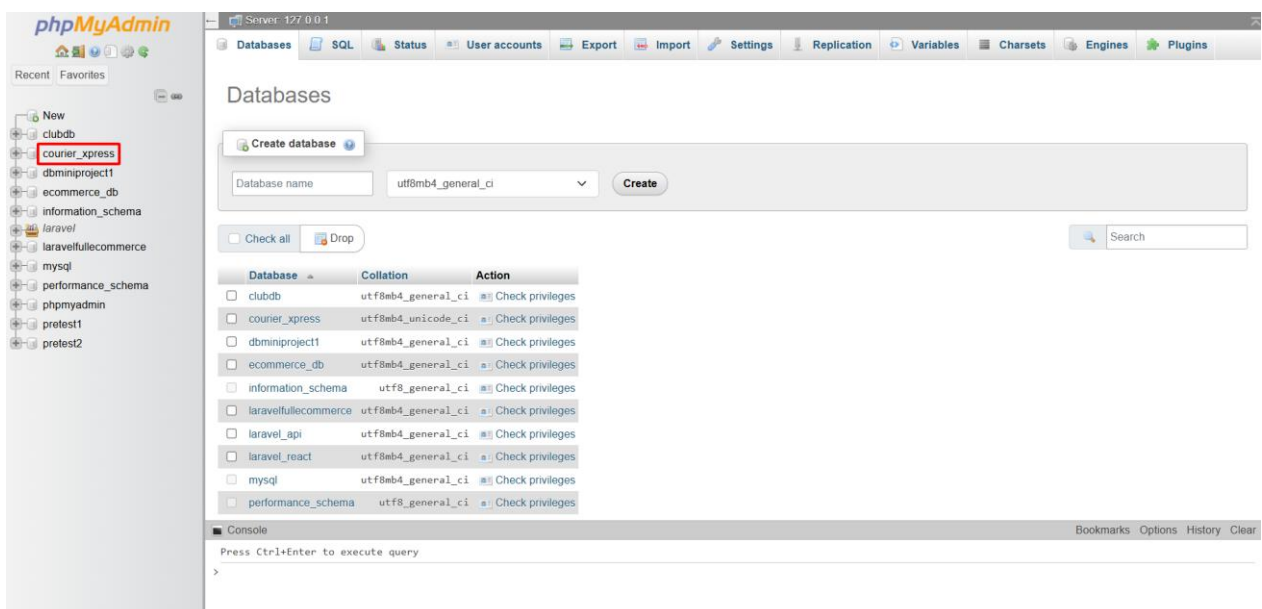 phpMyAdmin
Recent Favorites
New
clubdb
courier_xpress
dbminiproject1
ecommerce_db
information_schema
laravel
laravelfullecommerce
mysql
performance_schema
phpmyadmin
pretest1
pretest2
Server: 127.0.0.1
Databases SQL Status User accounts Export Import Settings Replication Variables Charsets Engines Plugins
Databases
Create database
Database name utf8mb4_general_ci Create
Check all Drop Search
Database Collation Action
clubdb utf8mb4_general_ci Check privileges
courier_xpress utf8mb4_unicode_ci Check privileges
dbminiproject1 utf8mb4_general_ci Check privileges
ecommerce_db utf8mb4_general_ci Check privileges
information_schema utf8_general_ci Check privileges
laravelfullecommerce utf8mb4_general_ci Check privileges
laravel_api utf8mb4_general_ci Check privileges
laravel_react utf8mb4_general_ci Check privileges
mysql utf8mb4_general_ci Check privileges
performance_schema utf8_general_ci Check privileges
Console Bookmarks Options History Clear
Press Ctrl+Enter to execute query
>